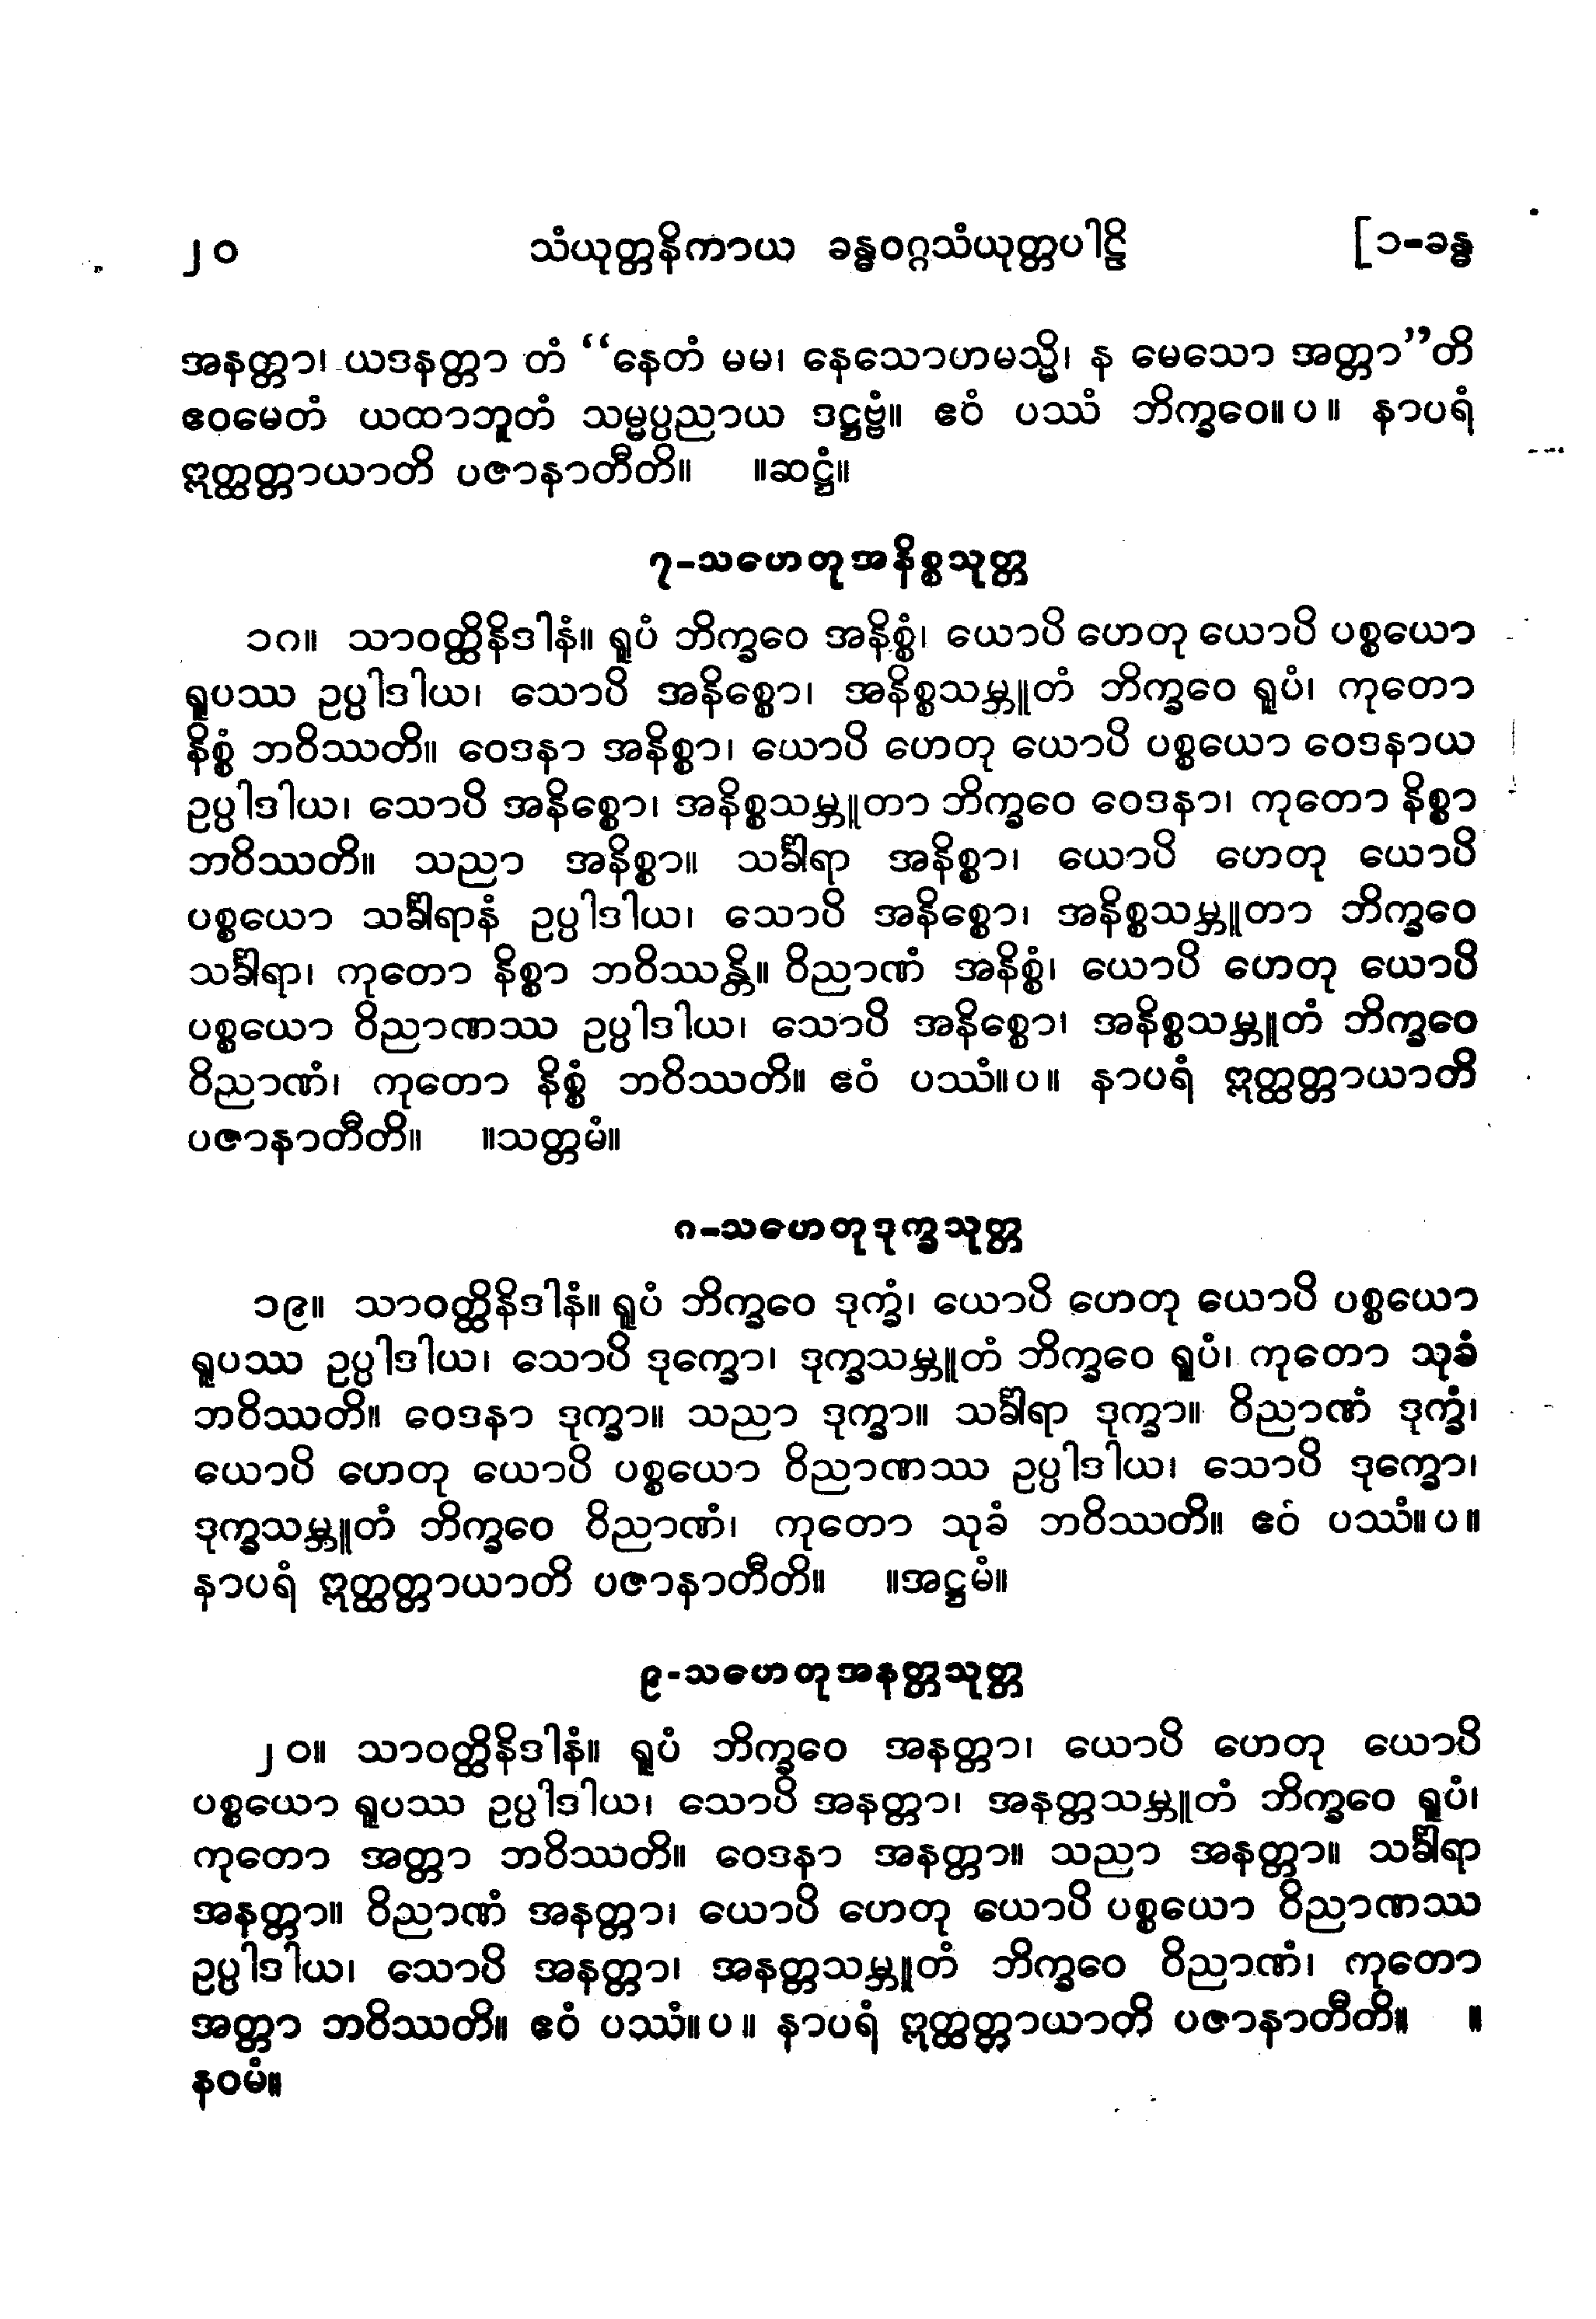 ၂၀ သံယုတ္တနိကာယ ခန္ဓဝဂ္ဂသံယုတ္တပါဠိ [၁-ခန္ဓ
အနတ္တာ၊ ယဒနတ္တာ တံ “နေတံ မမ၊ နေသောဟမသ္မိ၊ န မေသော အတ္တာ”တိ
ဧဝမေတံ ယထာဘူတံ သမ္မပ္ပညာယ ဒဋ္ဌဗ္ဗံ။ ဧဝံ ပဿံ ဘိက္ခဝေ။ပ။ နာပရံ
ဣတ္ထတ္တာယာတိ ပဇာနာတီတိ။ ။ဆဋ္ဌံ။
၇-သဟေတုအနိစ္စသုတ္တ
၁၈။ သာဝတ္ထိနိဒါနံ။ ရူပံ ဘိက္ခဝေ အနိစ္စံ၊ ယောပိ ဟေတု ယောပိ ပစ္စယော
ရူပဿ ဥပ္ပါဒါယ၊ သောပိ အနိစ္စော၊ အနိစ္စသမ္ဘူတံ ဘိက္ခဝေ ရူပံ၊ ကုတော
နိစ္စံ ဘဝိဿတိ။ ဝေဒနာ အနိစ္စာ၊ ယောပိ ဟေတု ယောပိ ပစ္စယော ဝေဒနာယ
ဥပ္ပါဒါယ၊ သောပိ အနိစ္စော၊ အနိစ္စသမ္ဘူတာ ဘိက္ခဝေ ဝေဒနာ၊ ကုတော နိစ္စာ
ဘဝိဿတိ။ သညာ အနိစ္စာ။ သင်္ခါရာ အနိစ္စာ၊ ယောပိ ဟေတု ယောပိ
ပစ္စယော သင်္ခါရာနံ ဥပ္ပါဒါယ၊ သောပိ အနိစ္စော၊ အနိစ္စသမ္ဘူတာ ဘိက္ခဝေ
သင်္ခါရာ၊ ကုတော နိစ္စာ ဘဝိဿန္တိ။ ဝိညာဏံ အနိစ္စံ၊ ယောပိ ဟေတု ယောပိ
ပစ္စယော ဝိညာဏဿ ဥပ္ပါဒါယ၊ သောပိ အနိစ္စော၊ အနိစ္စသမ္ဘူတံ ဘိက္ခဝေ
ဝိညာဏံ၊ ကုတော နိစ္စံ ဘဝိဿတိ။ ဧဝံ ပဿံ။ပ။ နာပရံ ဣတ္ထတ္တာယာတိ
ပဇာနာတီတိ။ ။သတ္တမံ။
၈-သဟေတုဒုက္ခသုတ္တ
၁၉။ သာဝတ္ထိနိဒါနံ။ ရူပံ ဘိက္ခဝေ ဒုက္ခံ၊ ယောပိ ဟေတု ယောပိ ပစ္စယော
ရူပဿ ဥပ္ပါဒါယ၊ သောပိ ဒုက္ခော၊ ဒုက္ခသမ္ဘူတံ ဘိက္ခဝေ ရူပံ၊ ကုတော သုခံ
ဘဝိဿတိ။ ဝေဒနာ ဒုက္ခာ။ သညာ ဒုက္ခာ။ သင်္ခါရာ ဒုက္ခာ။ ဝိညာဏံ ဒုက္ခံ၊
ယောပိ ဟေတု ယောပိ ပစ္စယော ဝိညာဏဿ ဥပ္ပါဒါယ၊ သောပိ ဒုက္ခော၊
ဒုက္ခသမ္ဘူတံ ဘိက္ခဝေ ဝိညာဏံ၊ ကုတော သုခံ ဘဝိဿတိ။ ဧဝံ ပဿံ။ပ။
နာပရံ ဣတ္ထတ္တာယာတိ ပဇာနာတီတိ။ ။အဋ္ဌမံ။
၉-သဟေတုအနတ္တသုတ္တ
၂၀။ သာဝတ္ထိနိဒါနံ။ ရူပံ ဘိက္ခဝေ အနတ္တာ၊ ယောပိ ဟေတု ယောပိ
ပစ္စယော ရူပဿ ဥပ္ပါဒါယ၊ သောပိ အနတ္တာ၊ အနတ္တသမ္ဘူတံ ဘိက္ခဝေ ရူပံ၊
ကုတော အတ္တာ ဘဝိဿတိ။ ဝေဒနာ အနတ္တာ။ သညာ အနတ္တာ။ သင်္ခါရာ
အနတ္တာ။ ဝိညာဏံ အနတ္တာ၊ ယောပိ ဟေတု ယောပိ ပစ္စယော ဝိညာဏဿ
ဥပ္ပါဒါယ၊ သောပိ အနတ္တာ၊ အနတ္တသမ္ဘူတံ ဘိက္ခဝေ ဝိညာဏံ၊ ကုတော
အတ္တာ ဘဝိဿတိ။ ဧဝံ ပဿံ။ပ။ နာပရံ ဣတ္ထတ္တာယာတိ ပဇာနာတီတိ။ ။
နဝမံ။